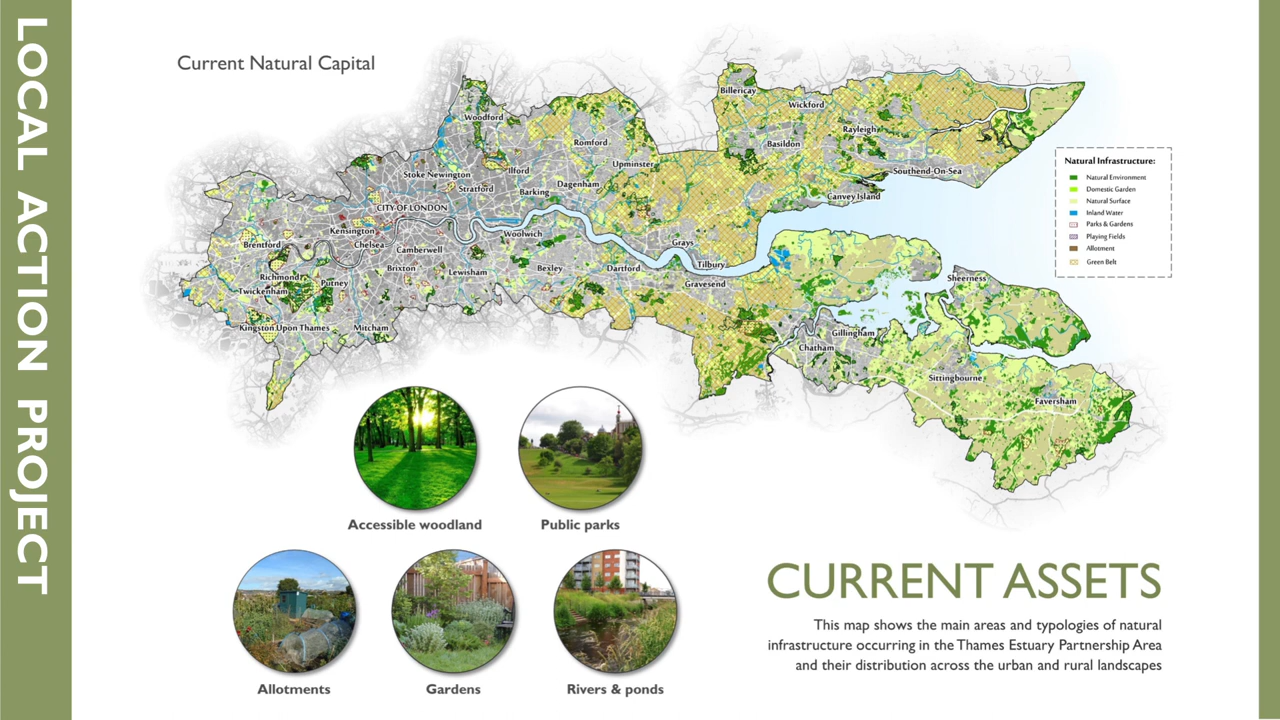 LOCAL ACTION PROJECT
Current Natural Capital
Billericay
Wickford
Woodford
Rayleigh
Romford
Basildon
Upminster
Stoke Newington
Ilford
Southend-On-Sea
Dagenham
Stratford
Barking
Canvey Island
CITY OF LONDON
Kensington
Woolwich
Brentford
Chelsea
Camberwell
Grays
Tilbury
Brixton
Lewisham
Bexley
Dartford
Richmond
Putney
Gravesend
Sheerness
Twickenham
Kingston Upon Thames
Mitcham
Gillingham
Chatham
Sittingbourne
Faversham
Natural Infrastructure:
Natural Environment
Domestic Garden
Natural Surface
Inland Water
Parks & Gardens
Playing Fields
Allotment
Green Belt
Accessible woodland
Public parks
Allotments
Gardens
Rivers & ponds
CURRENT ASSETS
This map shows the main areas and typologies of natural
infrastructure occurring in the Thames Estuary Partnership Area
and their distribution across the urban and rural landscapes